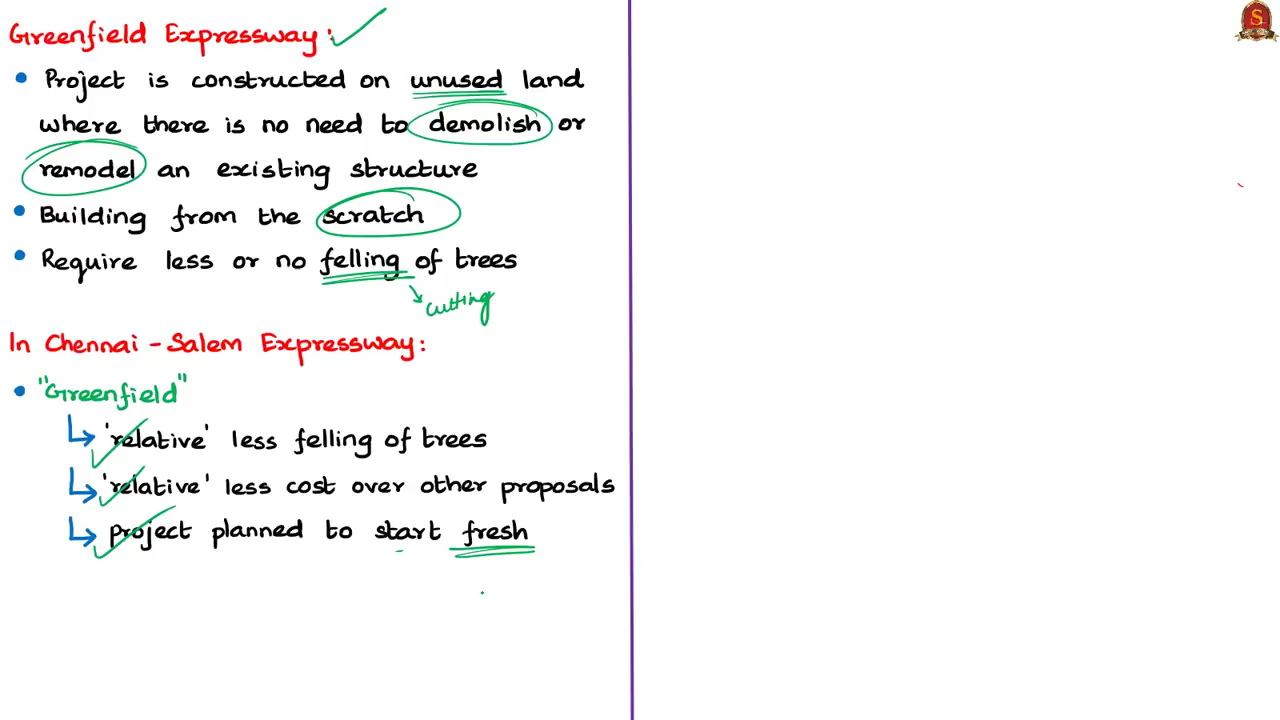 Greenfield Expressway:
• Project is constructed on unused land
where there is no need to demolish or
remodel an existing structure
• Building from the scratch
• Require less or no felling of trees
cutting
In Chennai - Salem Expressway:
• "Greenfield"
'relative' less felling of trees
'relative' less cost over other proposals
project planned to start fresh
S